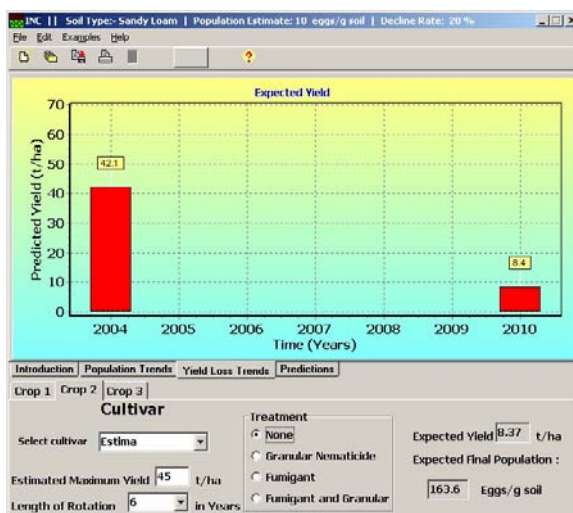 INC || Soil Type:- Sandy Loam | Population Estimate: 10 eggs/g soil | Decline Rate: 20 %
File Edit Examples Help
?
Expected Yield
Predicted Yield (t/ha)
70
60
50
40
30
20
10
0
42.1
8.4
2004 2005 2006 2007 2008 2009 2010
Time (Years)
Introduction Population Trends Yield Loss Trends Predictions
Crop 1 Crop 2 Crop 3
Cultivar
Select cultivar Estima
Estimated Maximum Yield 45 t/ha
Length of Rotation 6 in Years
Treatment
None
Granular Nematicide
Fumigant
Fumigant and Granular
Expected Yield 8.37 t/ha
Expected Final Population :
163.6 Eggs/g soil